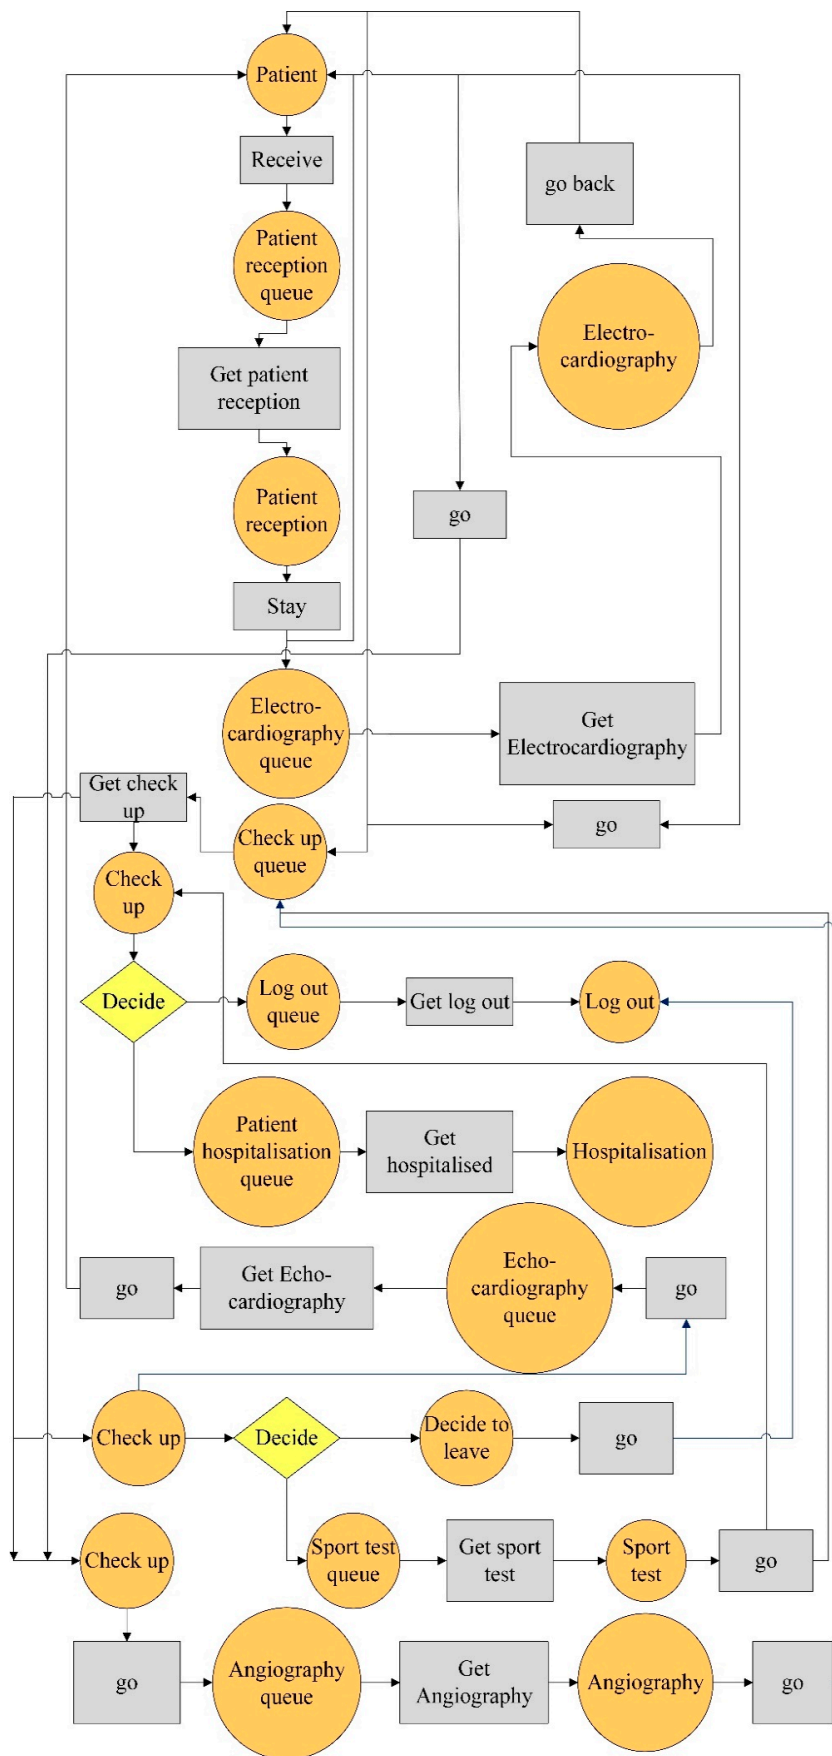 Patient
Receive
go back
Patient
reception
queue
Electro-
cardiography
Get patient
reception
Patient
reception
go
Stay
Electro-
cardiography
queue
Get
Electrocardiography
Get check
up
go
Check up
queue
Check
up
Decide
Log out
queue
Get log out
Log out
Patient
hospitalisation
queue
Get
hospitalised
Hospitalisation
go
Get Echo-
cardiography
Echo-
cardiography
queue
go
Check up
Decide
Decide to
leave
go
Check up
Sport test
queue
Get sport
test
Sport
test
go
go
Angiography
queue
Get
Angiography
Angiography
go